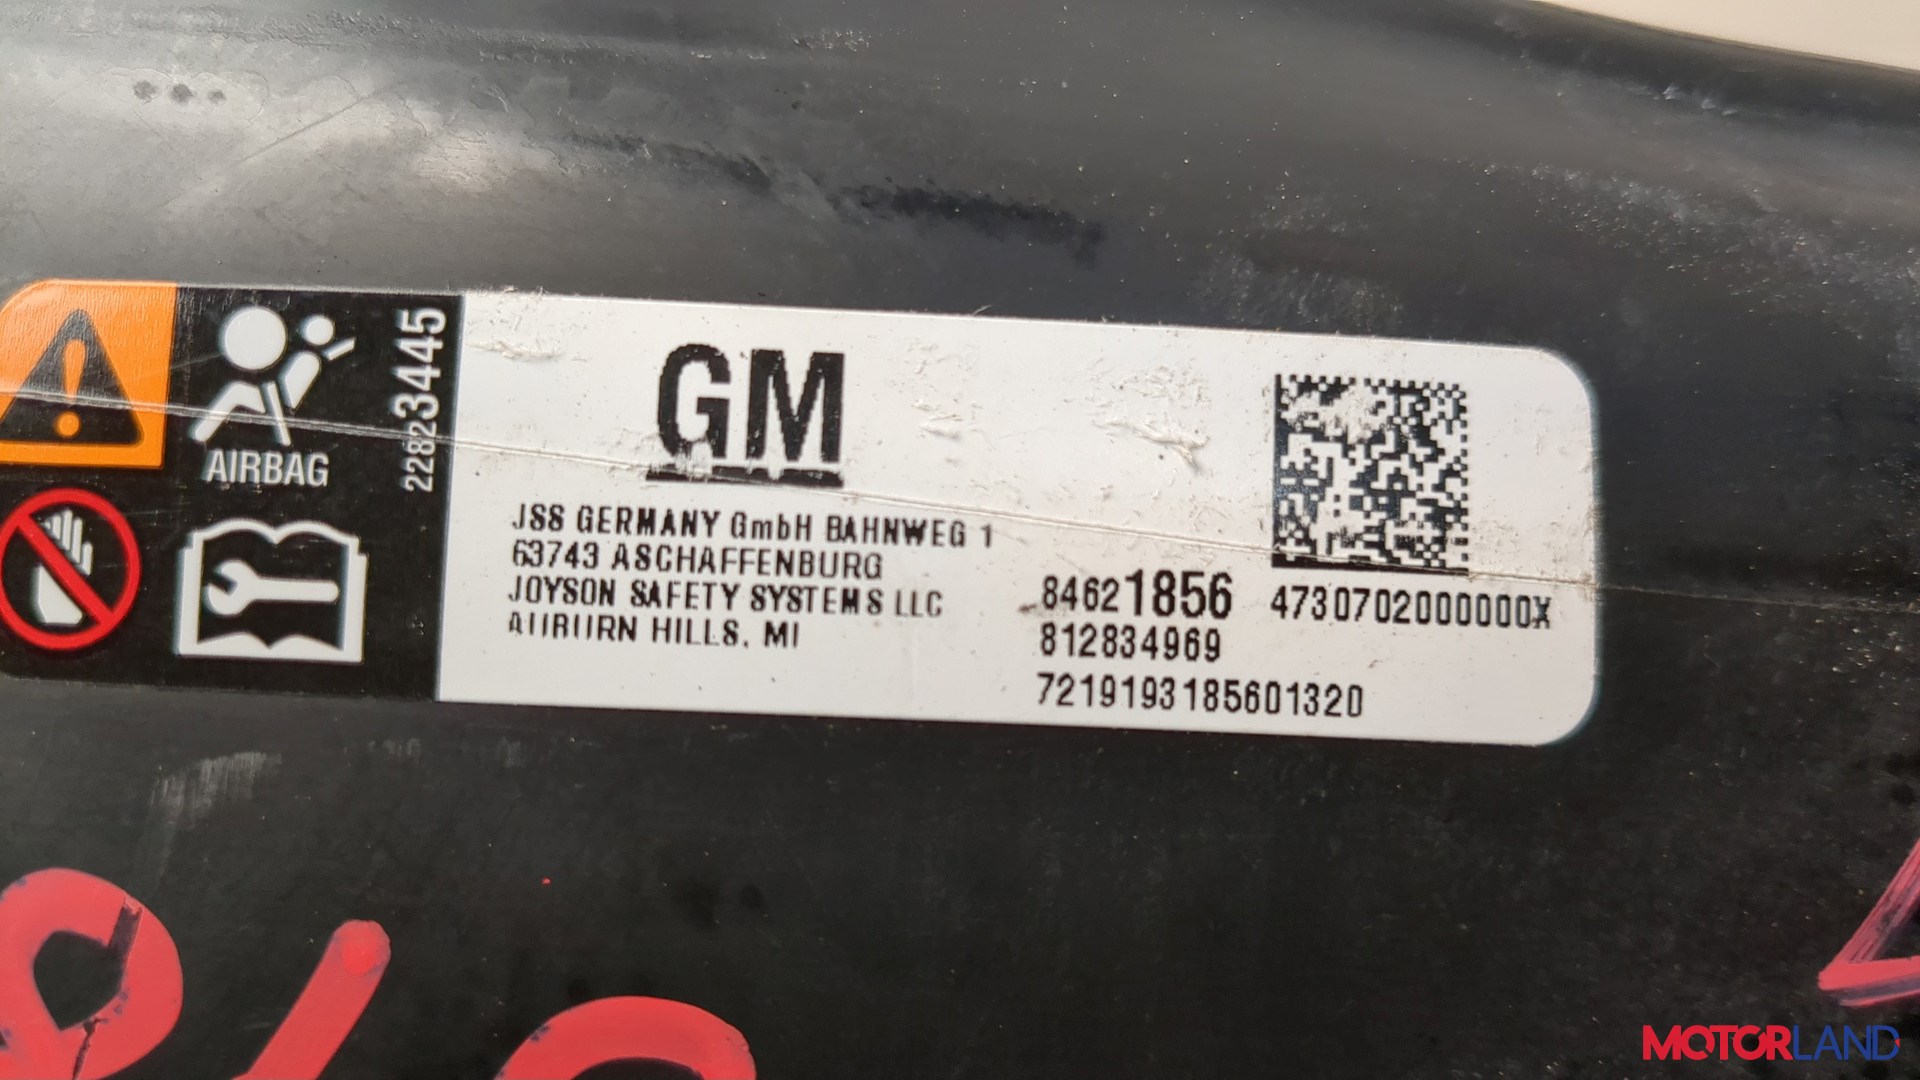 AIRBAG
22823445
GM
JSS GERMANY GmbH BAHNWEG 1
63743 ASCHAFFENBURG
JOYSON SAFETY SYSTEMS LLC
AUBURN HILLS, MI
84621856
812834969
7219193185601320
4730702000000X
MOTORLAND